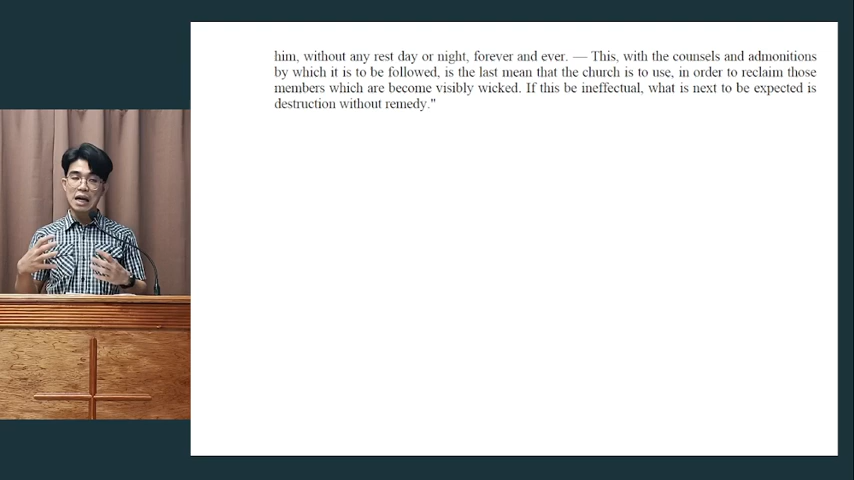 him, without any rest day or night, forever and ever. — This, with the counsels and admonitions
by which it is to be followed, is the last mean that the church is to use, in order to reclaim those
members which are become visibly wicked. If this be ineffectual, what is next to be expected is
destruction without remedy."